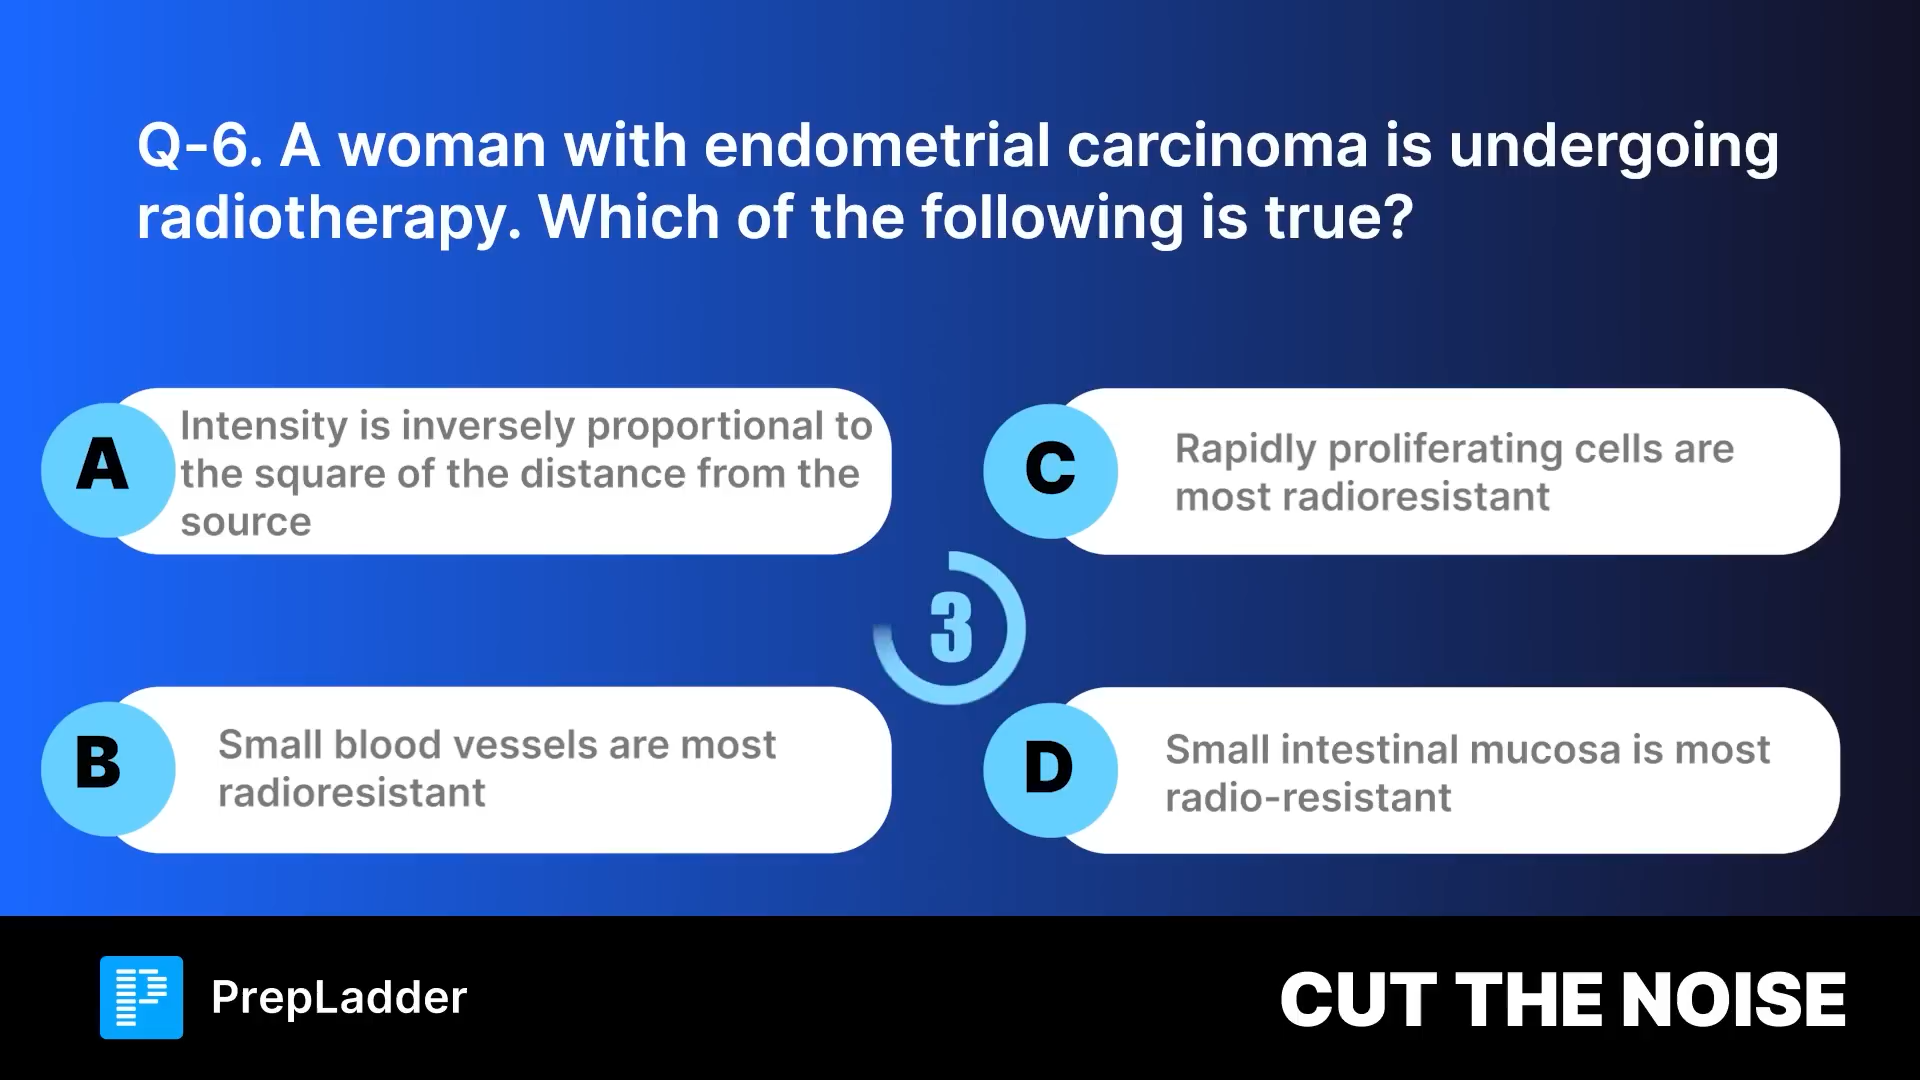 Q-6. A woman with endometrial carcinoma is undergoing
radiotherapy. Which of the following is true?
A
Intensity is inversely proportional to
the square of the distance from the
source
B
Small blood vessels are most
radioresistant
C
Rapidly proliferating cells are
most radioresistant
D
Small intestinal mucosa is most
radio-resistant
3
PrepLadder
CUT THE NOISE